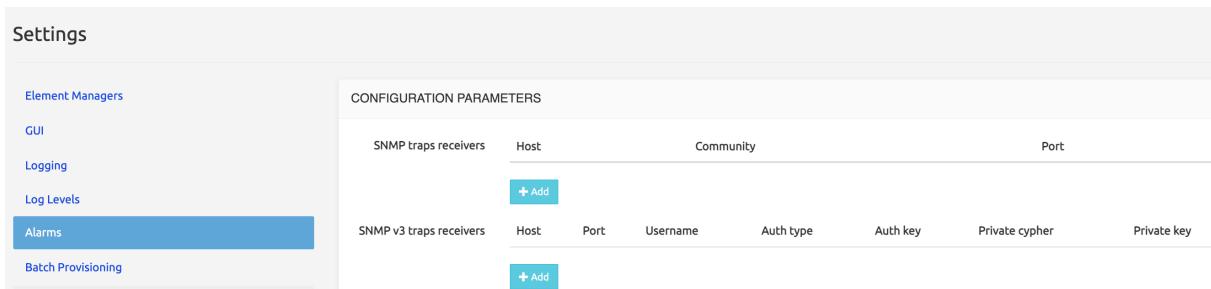 Settings
Element Managers
GUI
Logging
Log Levels
Alarms
Batch Provisioning
CONFIGURATION PARAMETERS
SNMP traps receivers Host Community Port
+ Add
SNMP v3 traps receivers Host Port Username Auth type Auth key Private cypher Private key
+ Add